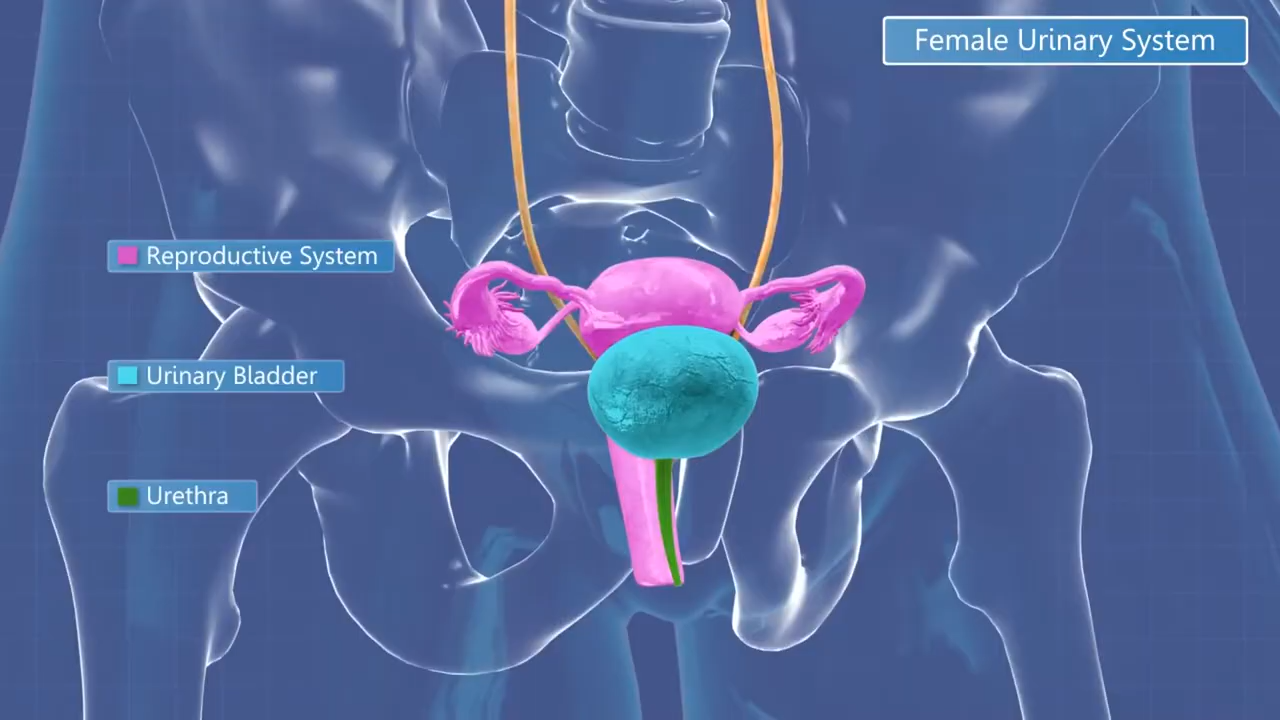 Female Urinary System
Reproductive System
Urinary Bladder
Urethra